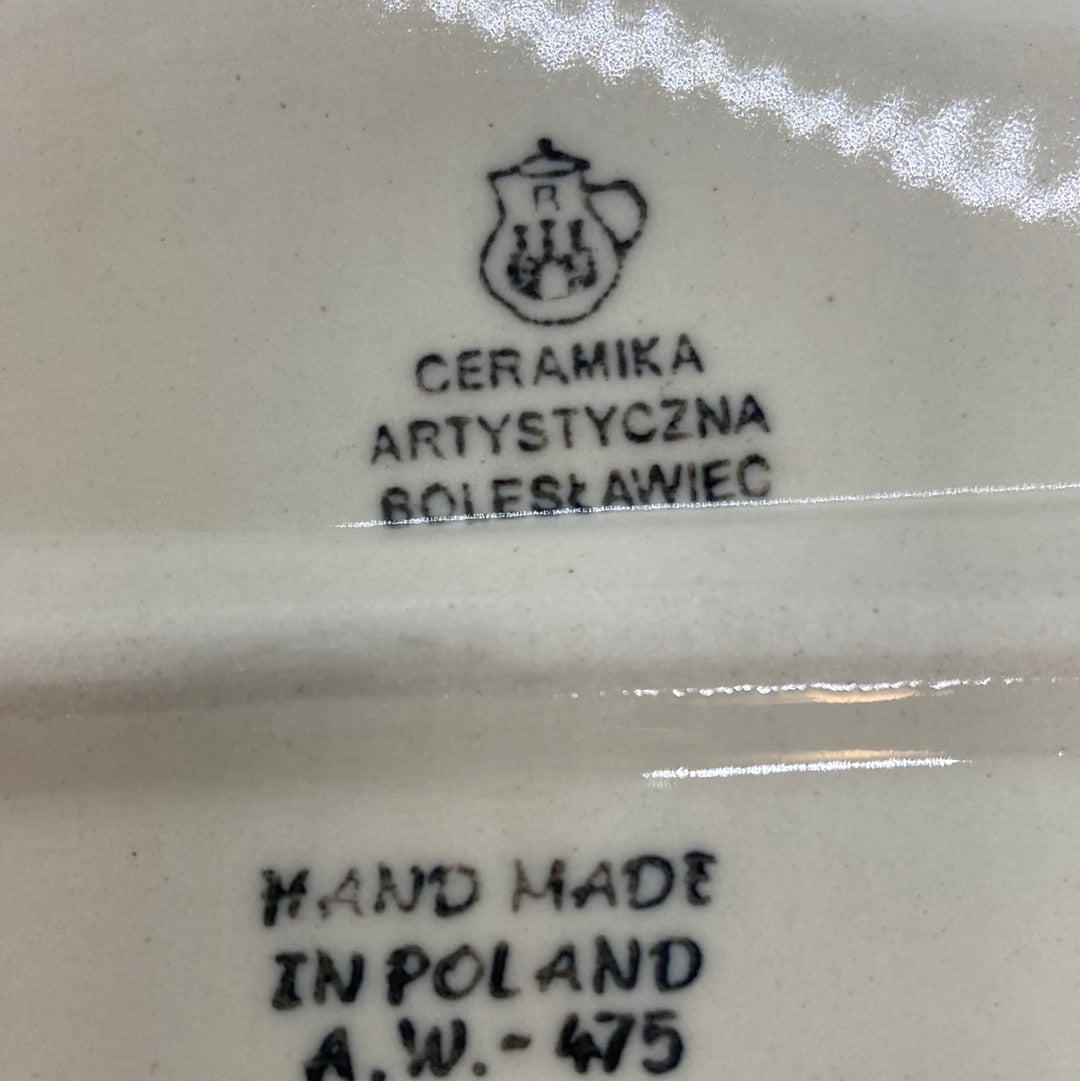 R
CERAMIKA
ARTYSTYCZNA
BOLESŁAWIEC
HAND MADE
IN POLAND
A.W.-475